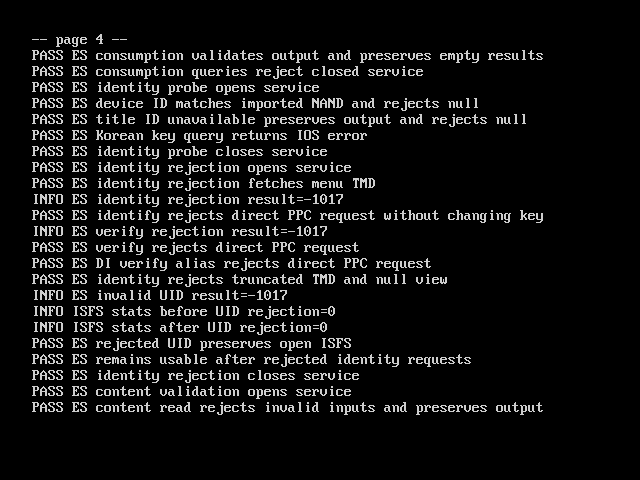 -- page 4 --
PASS ES consumption validates output and preserves empty results
PASS ES consumption queries reject closed service
PASS ES identity probe opens service
PASS ES device ID matches imported NAND and rejects null
PASS ES title ID unavailable preserves output and rejects null
PASS ES Korean key query returns IOS error
PASS ES identity probe closes service
PASS ES identity rejection opens service
PASS ES identity rejection fetches menu TMD
INFO ES identity rejection result=-1017
PASS ES identify rejects direct PPC request without changing key
INFO ES verify rejection result=-1017
PASS ES verify rejects direct PPC request
PASS ES DI verify alias rejects direct PPC request
PASS ES identify rejects truncated TMD and null view
INFO ES invalid UID result=-1017
INFO ISFS stats before UID rejection=0
INFO ISFS stats after UID rejection=0
PASS ES rejected UID preserves open ISFS
PASS ES remains usable after rejected identity requests
PASS ES identity rejection closes service
PASS ES content validation opens service
PASS ES content read rejects invalid inputs and preserves output